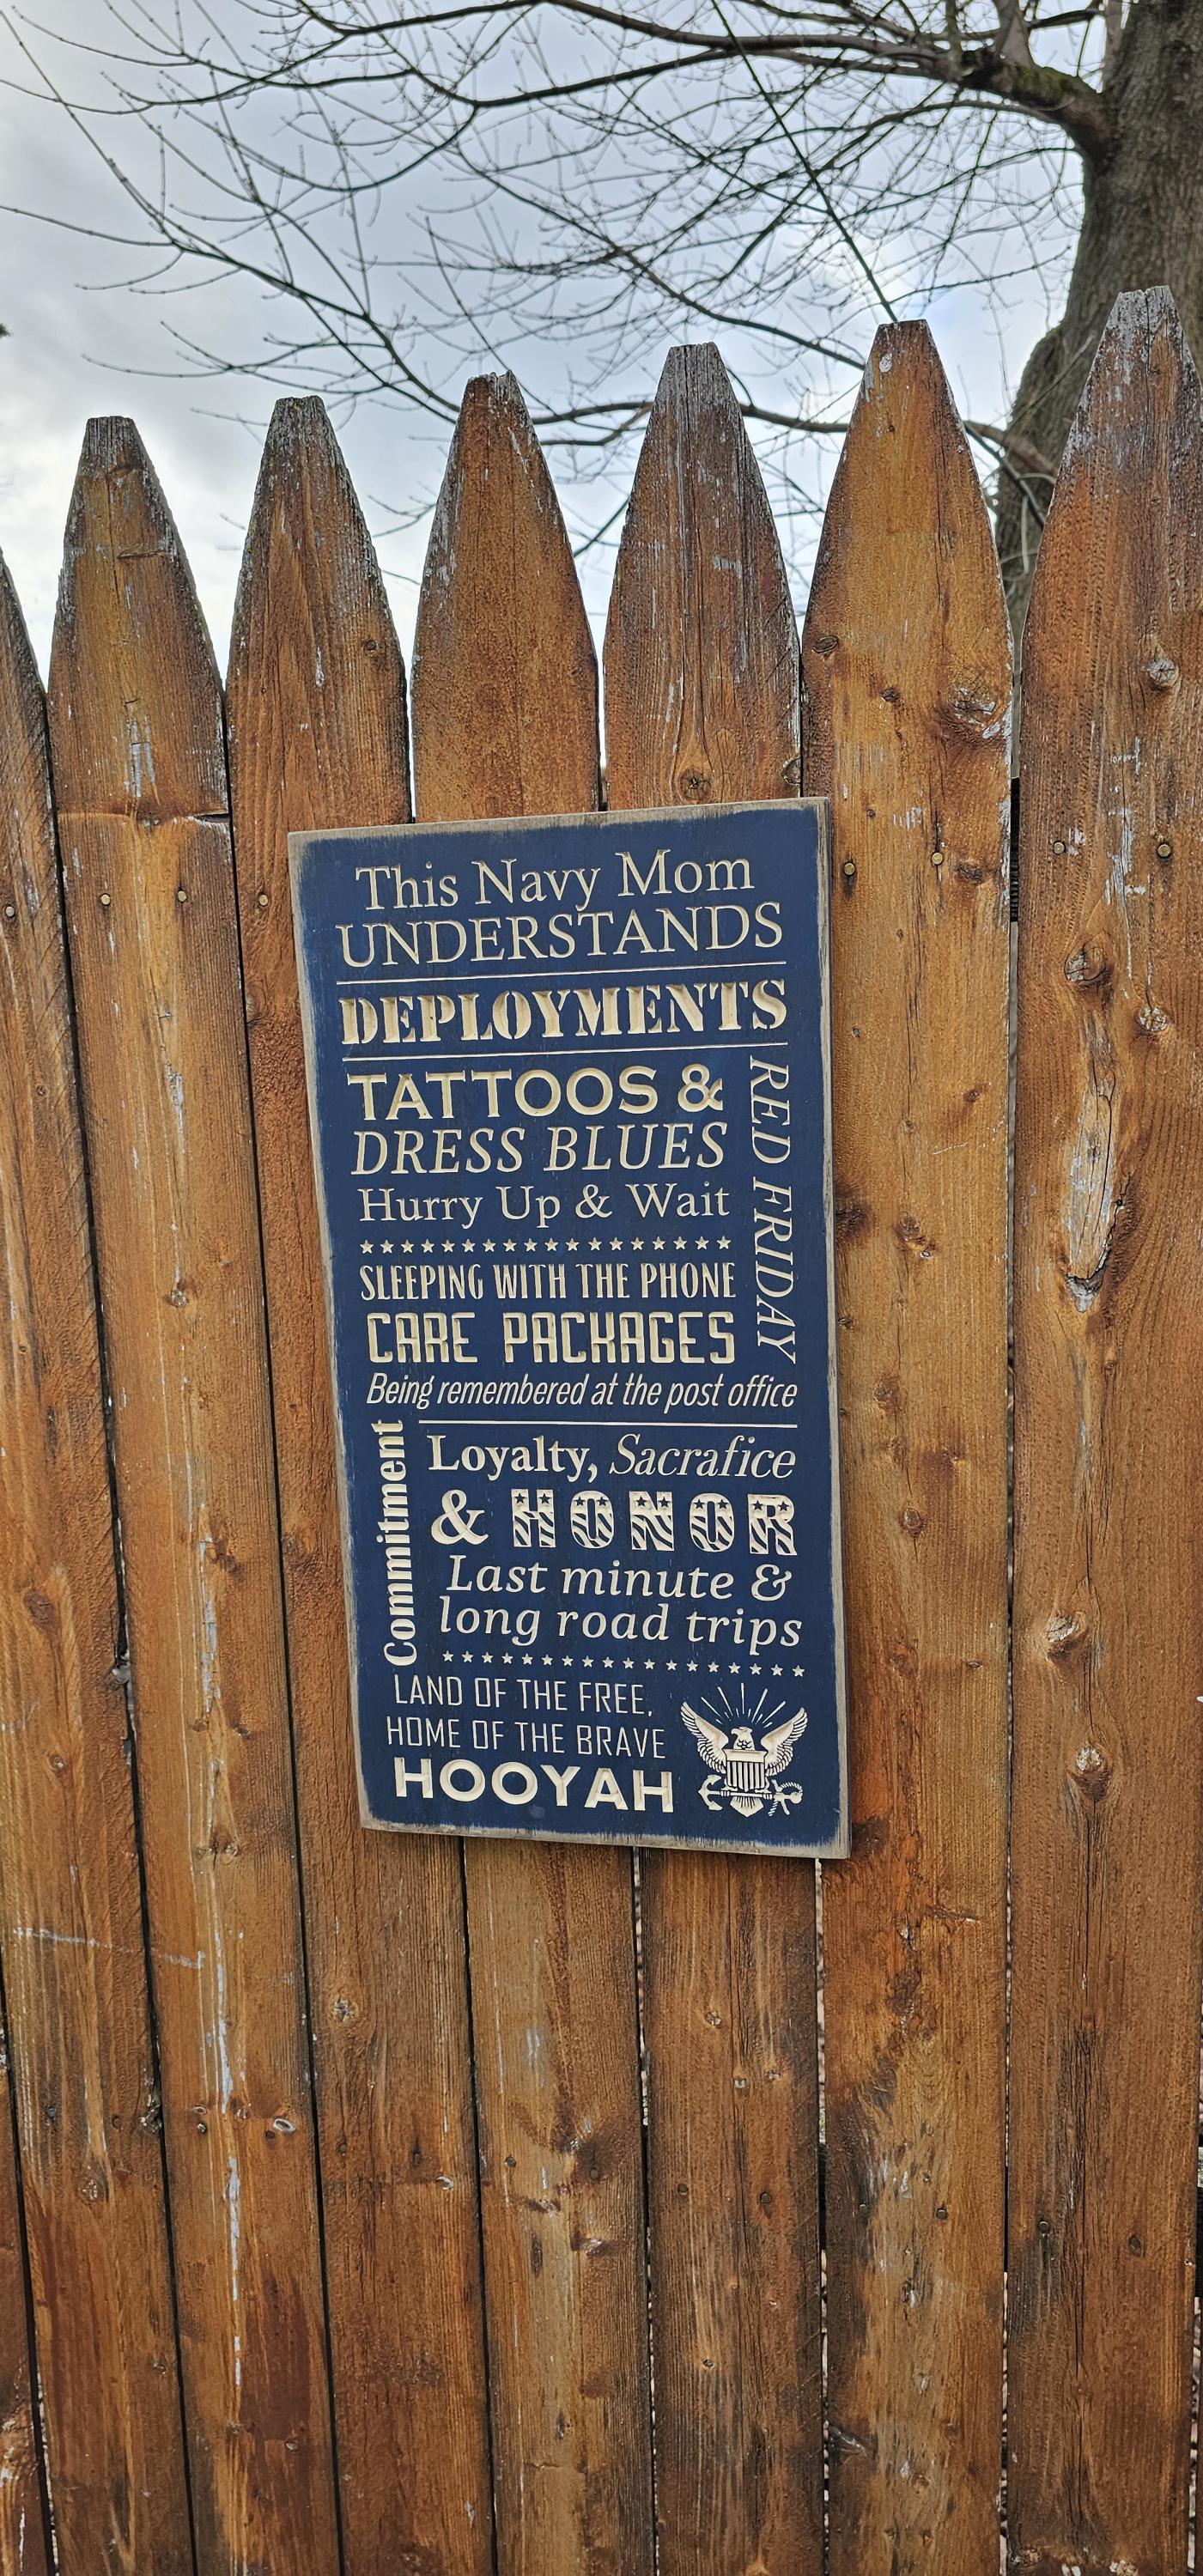 This Navy Mom
UNDERSTANDS
DEPLOYMENTS
TATTOOS &
DRESS BLUES
Hurry Up & Wait
RED FRIDAY
SLEEPING WITH THE PHONE
CARE PACKAGES
Being remembered at the post office
Commitment
Loyalty, Sacrafice
& HONOR
Last minute &
long road trips
LAND OF THE FREE,
HOME OF THE BRAVE
HOOYAH